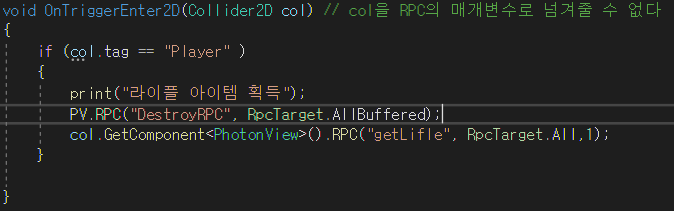 void OnTriggerEnter2D(Collider2D col) // col을 RPC의 매개변수로 넘겨줄 수 없다
{
if (col.tag == "Player" )
{
print("라이플 아이템 획득");
PV.RPC("DestroyRPC", RpcTarget.AllBuffered);
col.GetComponent<PhotonView>().RPC("getLifle", RpcTarget.All,1);
}
}